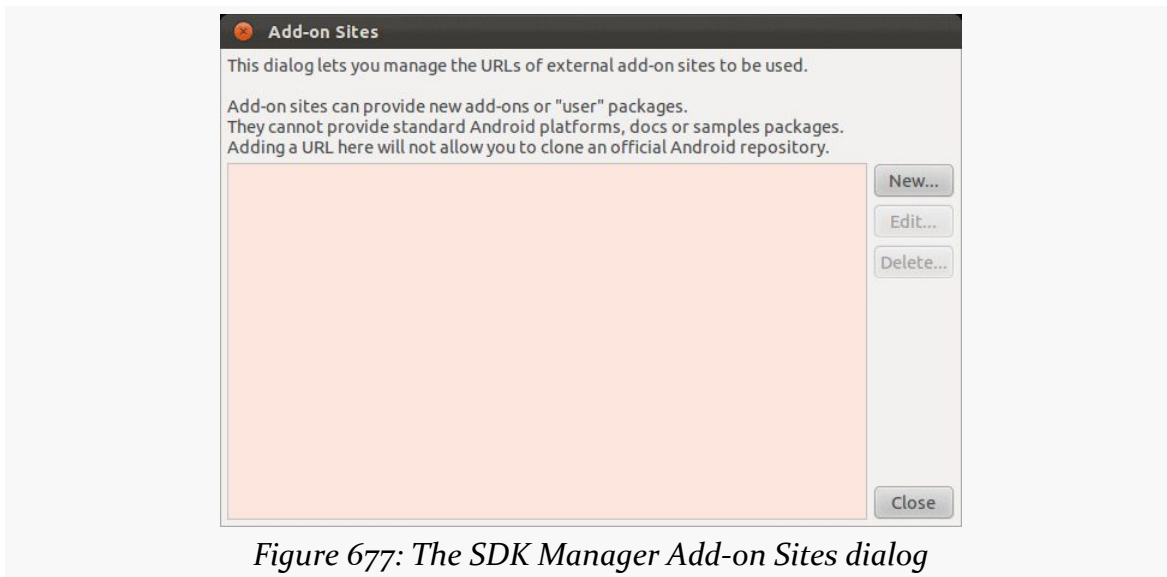 Add-on Sites
This dialog lets you manage the URLs of external add-on sites to be used.
Add-on sites can provide new add-ons or "user" packages.
They cannot provide standard Android platforms, docs or samples packages.
Adding a URL here will not allow you to clone an official Android repository.
New...
Edit...
Delete...
Close
Figure 677: The SDK Manager Add-on Sites dialog